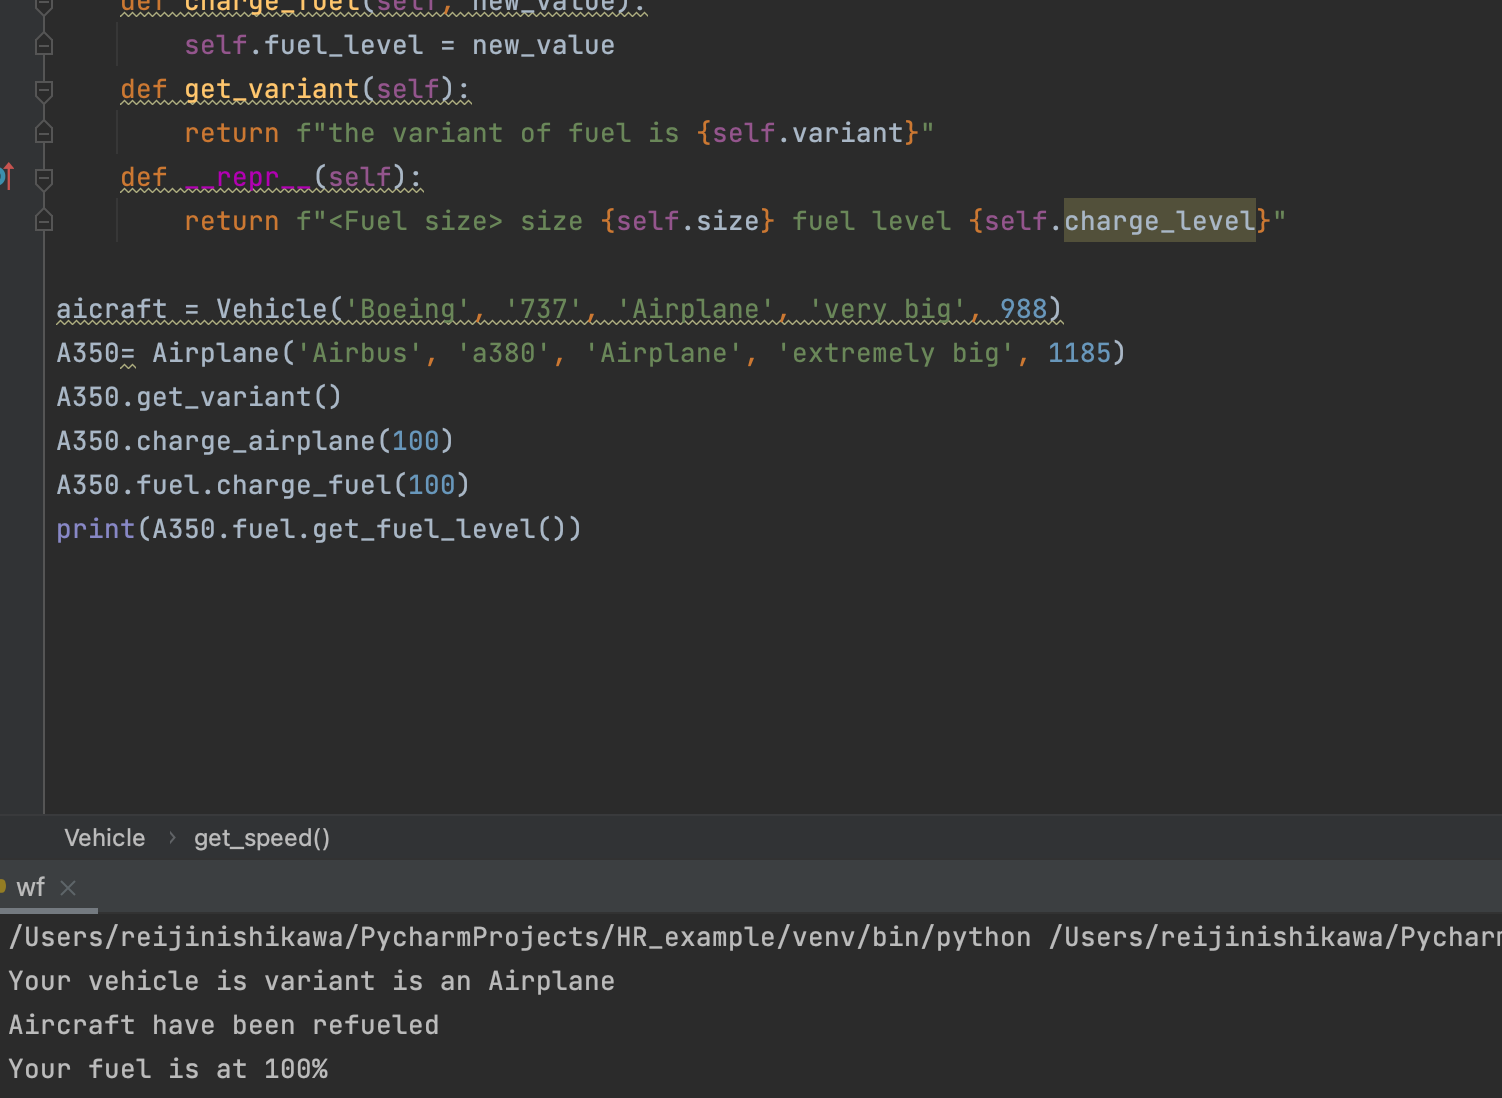 def charge_fuel(self, new_value):
self.fuel_level = new_value
def get_variant(self):
return f"the variant of fuel is {self.variant}"
def __repr__(self):
return f"<Fuel size> size {self.size} fuel level {self.charge_level}"
aicraft = Vehicle('Boeing', '737', 'Airplane', 'very big', 988)
A350= Airplane('Airbus', 'a380', 'Airplane', 'extremely big', 1185)
A350.get_variant()
A350.charge_airplane(100)
A350.fuel.charge_fuel(100)
print(A350.fuel.get_fuel_level())
Vehicle › get_speed()
wf ×
/Users/reijinishikawa/PycharmProjects/HR_example/venv/bin/python /Users/reijinishikawa/Pycharm
Your vehicle is variant is an Airplane
Aircraft have been refueled
Your fuel is at 100%